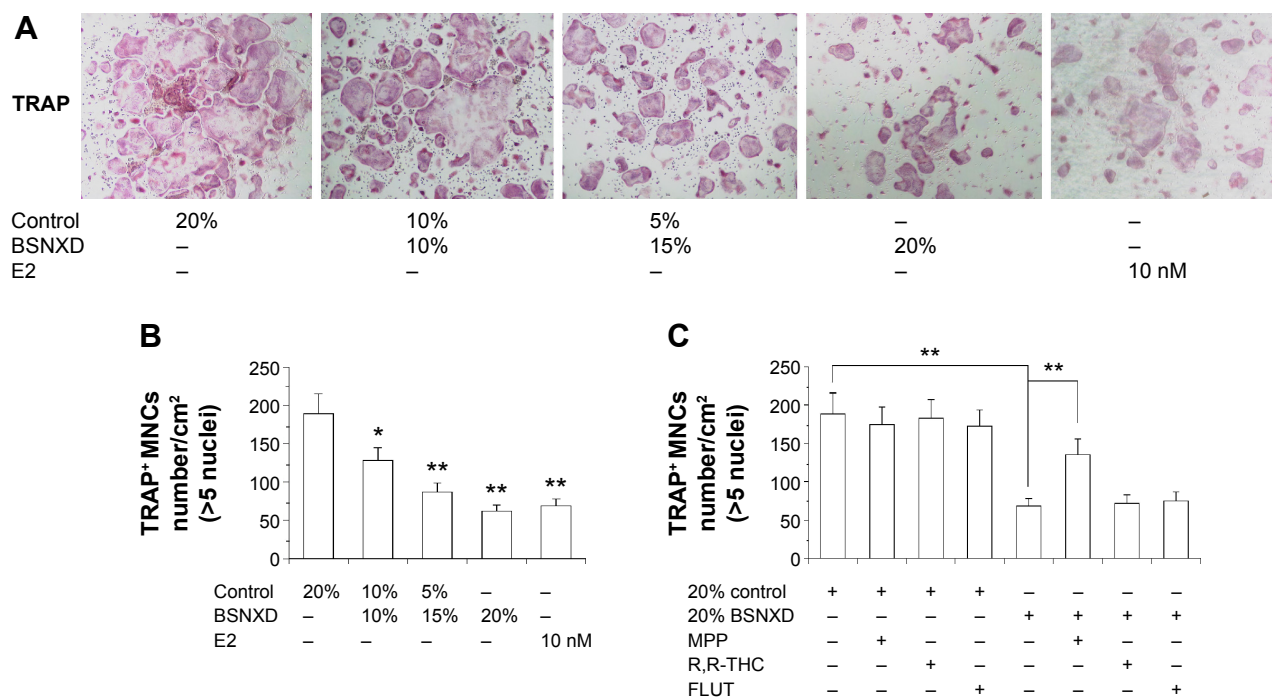 A
TRAP
Control 20% 10% 5% – –
BSNXD – 10% 15% 20% –
E2 – – – – 10 nM
B
TRAP+ MNCs
number/cm2
(>5 nuclei)
250
200
150
100
50
0
* ** ** **
Control 20% 10% 5% – –
BSNXD – 10% 15% 20% –
E2 – – – – 10 nM
C
TRAP+ MNCs
number/cm2
(>5 nuclei)
250
200
150
100
50
0
** **
20% control + + + + – – – –
20% BSNXD – – – – + + + +
MPP – + – – – + – –
R,R-THC – – + – – – + –
FLUT – – – + – – – +